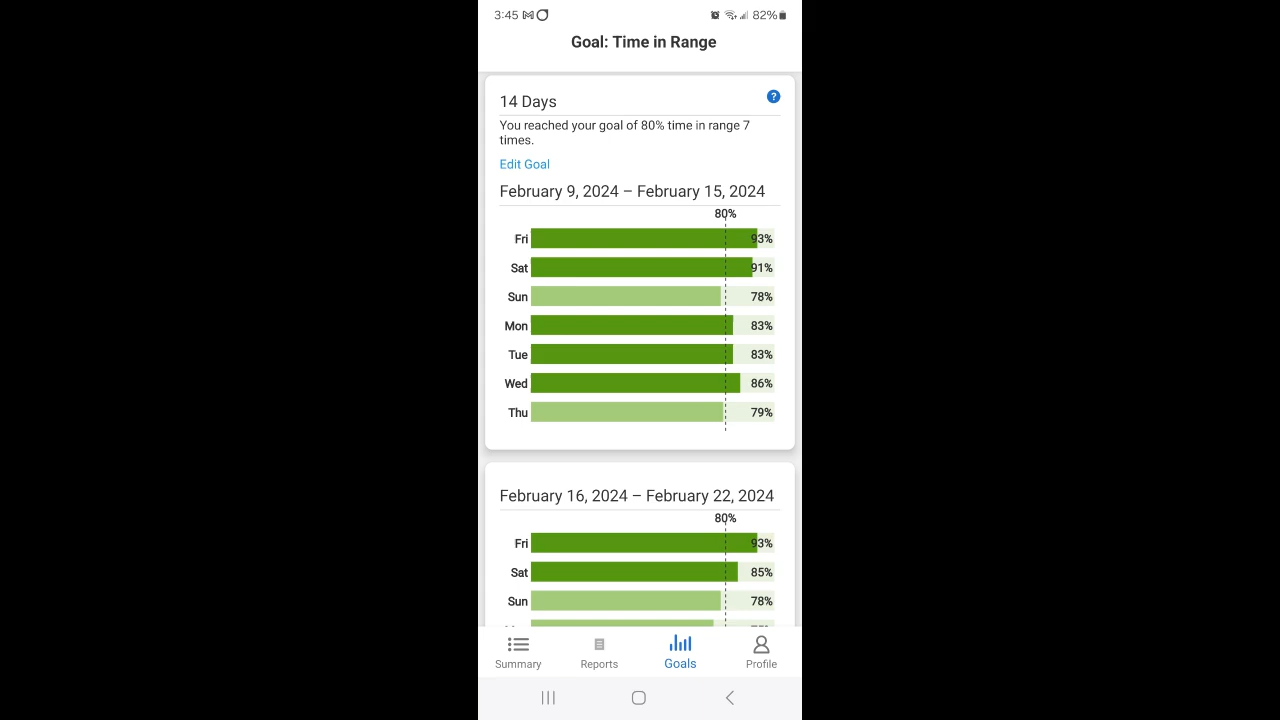 3:45 82%
Goal: Time in Range
14 Days
?
You reached your goal of 80% time in range 7
times.
Edit Goal
February 9, 2024 – February 15, 2024
80%
Fri 93%
Sat 91%
Sun 78%
Mon 83%
Tue 83%
Wed 86%
Thu 79%
February 16, 2024 – February 22, 2024
80%
Fri 93%
Sat 85%
Sun 78%
Summary Reports Goals Profile